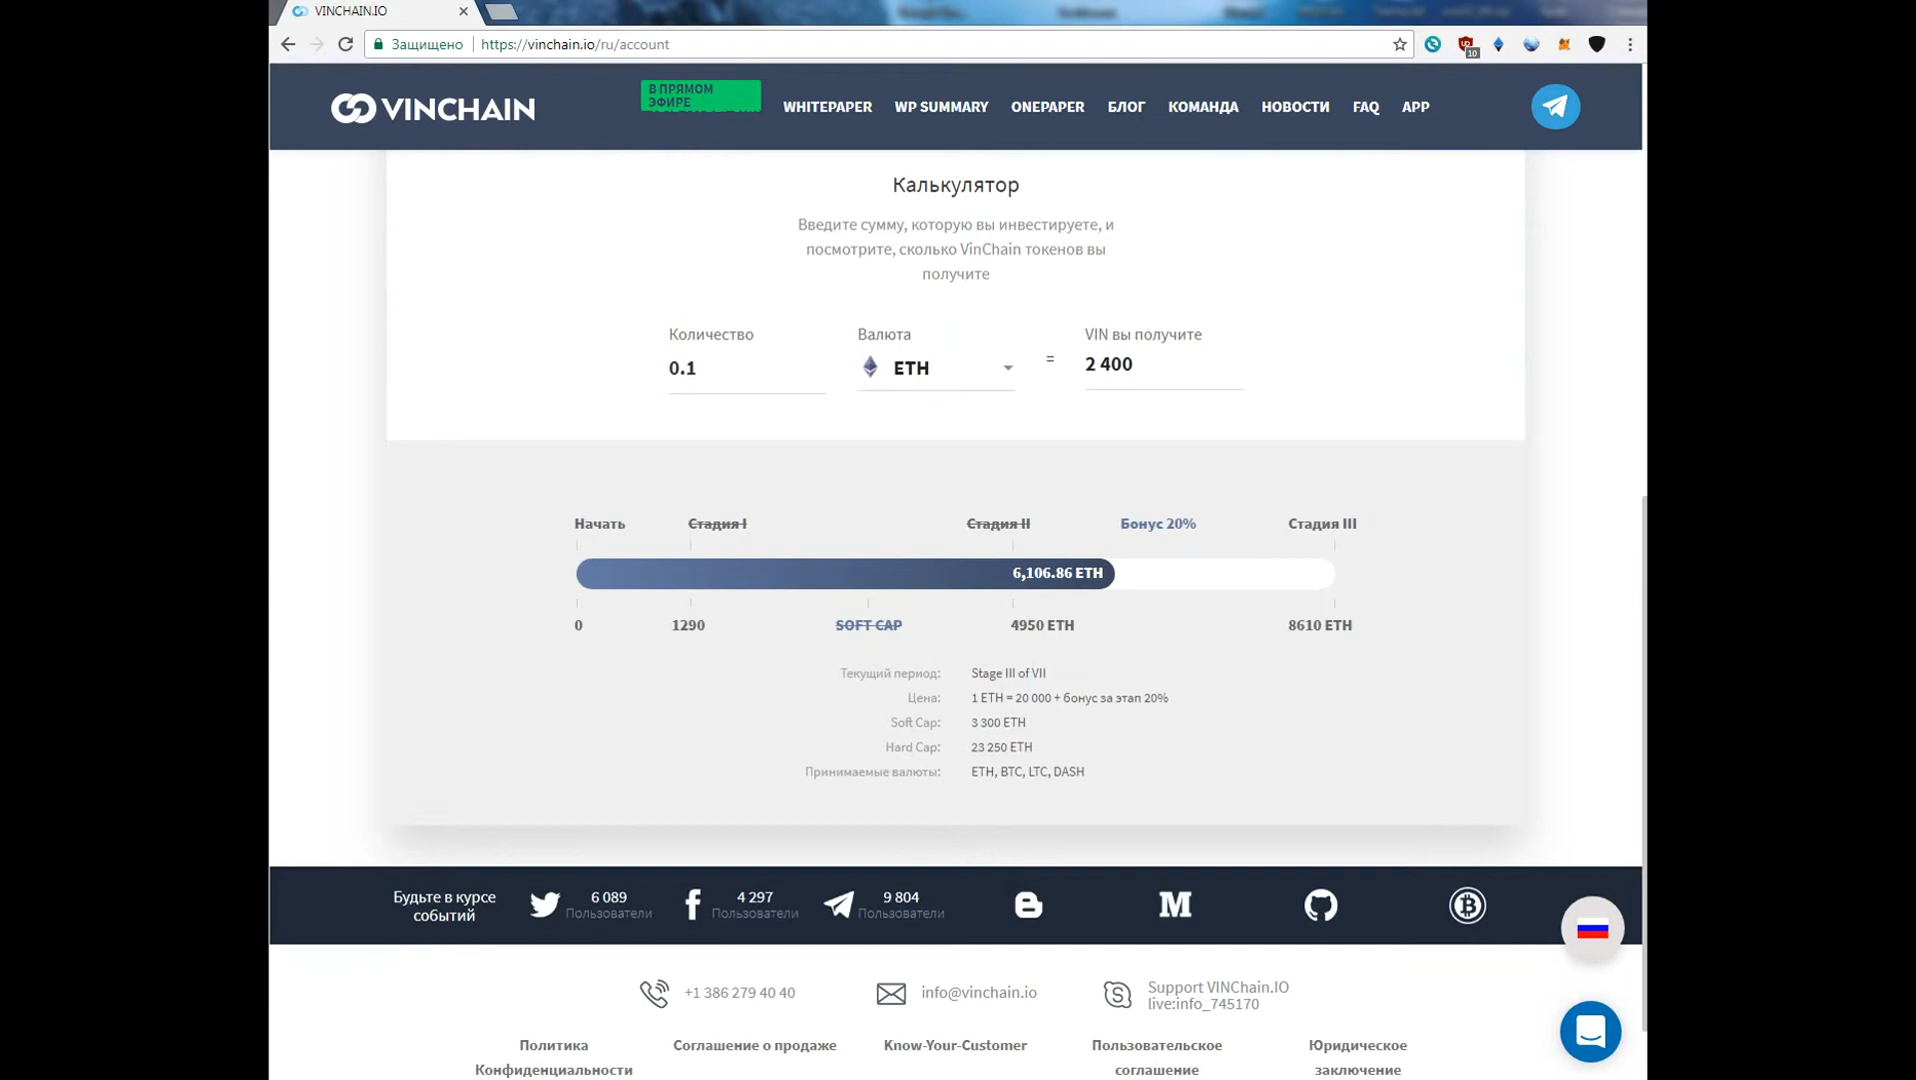 VINCHAIN.IO
Защищено
https://vinchain.io/ru/account
10
VINCHAIN
В ПРЯМОМ
ЭФИРЕ
WHITEPAPER
WP SUMMARY
ONEPAPER
БЛОГ
КОМАНДА
НОВОСТИ
FAQ
APP
Калькулятор
Введите сумму, которую вы инвестируете, и
посмотрите, сколько VinChain токенов вы
получите
Количество
Валюта
VIN вы получите
0.1
ETH
=
2 400
Начать
Стадия I
Стадия II
Бонус 20%
Стадия III
6,106.86 ETH
0
1290
SOFT CAP
4950 ETH
8610 ETH
Текущий период: Stage III of VII
Цена: 1 ETH = 20 000 + бонус за этап 20%
Soft Cap: 3 300 ETH
Hard Cap: 23 250 ETH
Принимаемые валюты: ETH, BTC, LTC, DASH
Будьте в курсе
событий
6 089
Пользователи
4 297
Пользователи
9 804
Пользователи
+1 386 279 40 40
info@vinchain.io
Support VINChain.IO
live:info_745170
Политика
Конфиденциальности
Соглашение о продаже
Know-Your-Customer
Пользовательское
соглашение
Юридическое
заключение